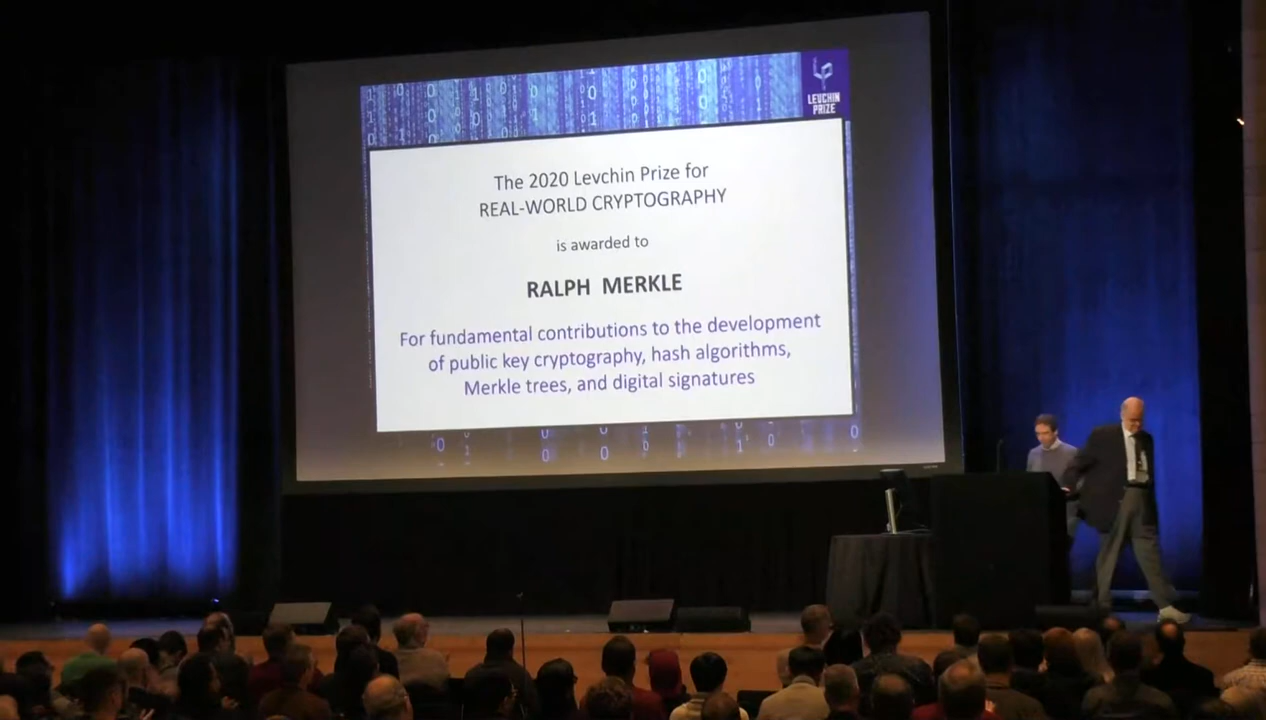 LEVCHIN
PRIZE
The 2020 Levchin Prize for
REAL-WORLD CRYPTOGRAPHY
is awarded to
RALPH MERKLE
For fundamental contributions to the development
of public key cryptography, hash algorithms,
Merkle trees, and digital signatures